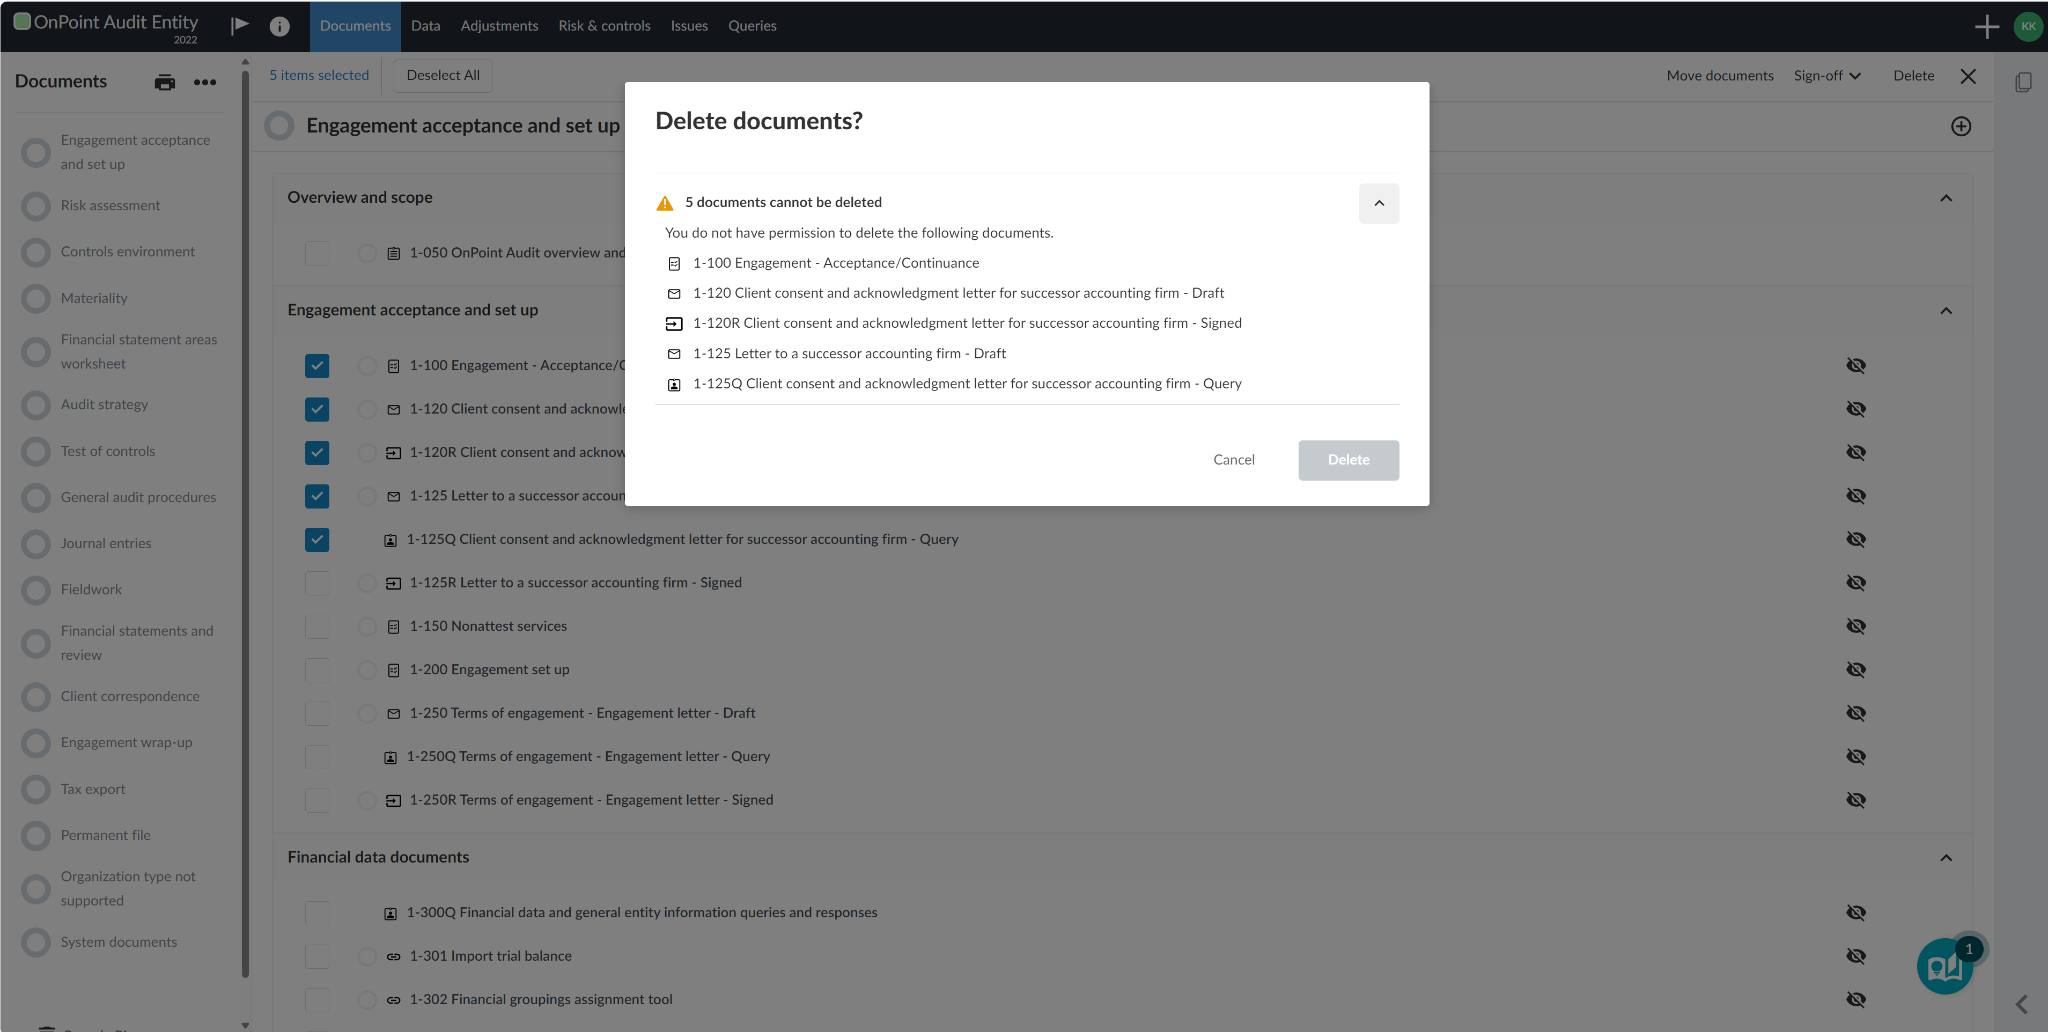 OnPoint Audit Entity
2022
Documents
Data
Adjustments
Risk & controls
Issues
Queries
KK
Documents
5 items selected
Deselect All
Move documents
Sign-off
Delete
Engagement acceptance
and set up
Risk assessment
Controls environment
Materiality
Financial statement areas
worksheet
Audit strategy
Test of controls
General audit procedures
Journal entries
Fieldwork
Financial statements and
review
Client correspondence
Engagement wrap-up
Tax export
Permanent file
Organization type not
supported
System documents
Engagement acceptance and set up
Overview and scope
1-050 OnPoint Audit overview and
Engagement acceptance and set up
1-100 Engagement - Acceptance/C
1-120 Client consent and acknowle
1-120R Client consent and acknow
1-125 Letter to a successor accoun
1-125Q Client consent and acknowledgment letter for successor accounting firm - Query
1-125R Letter to a successor accounting firm - Signed
1-150 Nonattest services
1-200 Engagement set up
1-250 Terms of engagement - Engagement letter - Draft
1-250Q Terms of engagement - Engagement letter - Query
1-250R Terms of engagement - Engagement letter - Signed
Financial data documents
1-300Q Financial data and general entity information queries and responses
1-301 Import trial balance
1-302 Financial groupings assignment tool
Delete documents?
5 documents cannot be deleted
You do not have permission to delete the following documents.
1-100 Engagement - Acceptance/Continuance
1-120 Client consent and acknowledgment letter for successor accounting firm - Draft
1-120R Client consent and acknowledgment letter for successor accounting firm - Signed
1-125 Letter to a successor accounting firm - Draft
1-125Q Client consent and acknowledgment letter for successor accounting firm - Query
Cancel
Delete
1